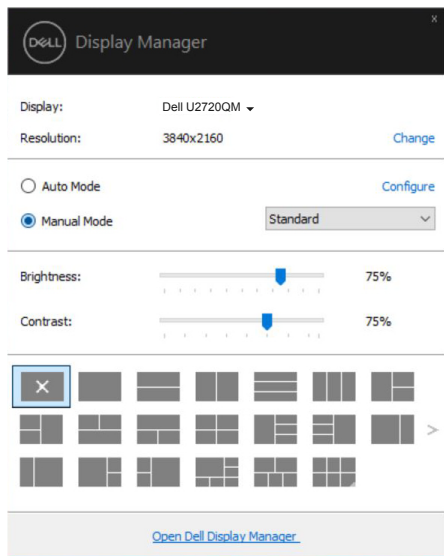 x
DELL Display Manager
Display: Dell U2720QM
Resolution: 3840x2160 Change
Auto Mode Configure
Manual Mode Standard
Brightness: 75%
Contrast: 75%
Open Dell Display Manager